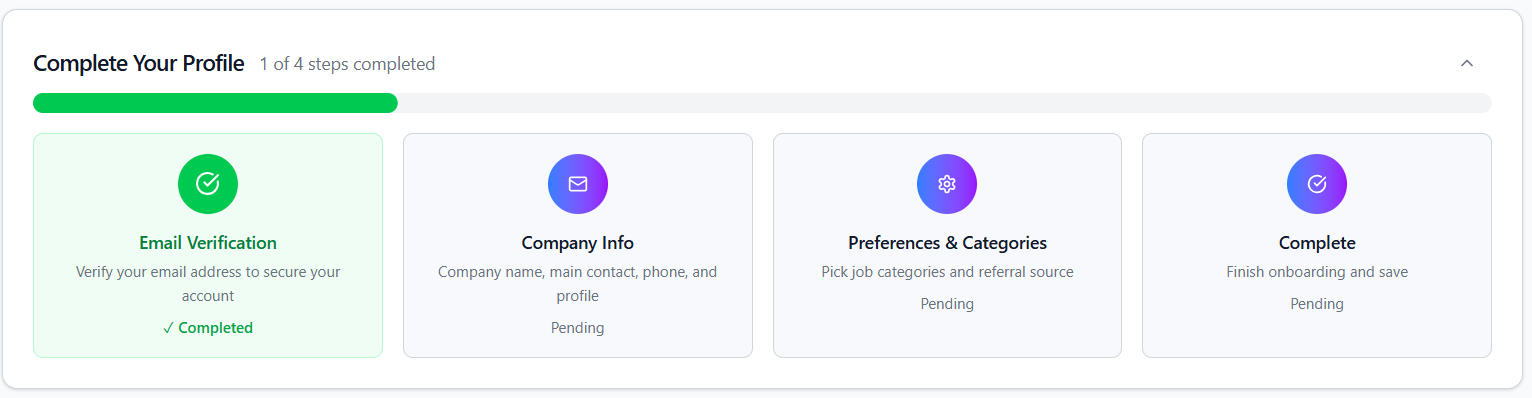 Complete Your Profile 1 of 4 steps completed
Email Verification
Verify your email address to secure your
account
✓ Completed
Company Info
Company name, main contact, phone, and
profile
Pending
Preferences & Categories
Pick job categories and referral source
Pending
Complete
Finish onboarding and save
Pending